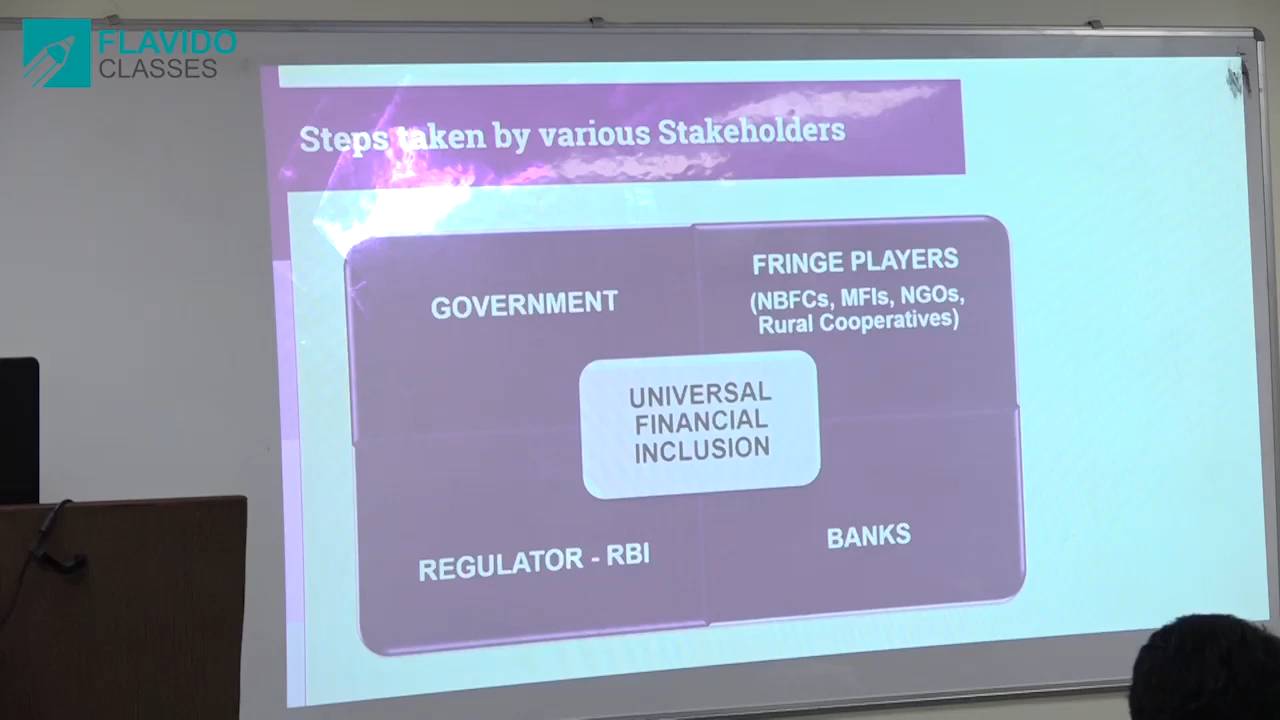 FLAVIDO
CLASSES
Steps taken by various Stakeholders
GOVERNMENT
FRINGE PLAYERS
(NBFCs, MFIs, NGOs,
Rural Cooperatives)
UNIVERSAL
FINANCIAL
INCLUSION
REGULATOR - RBI
BANKS